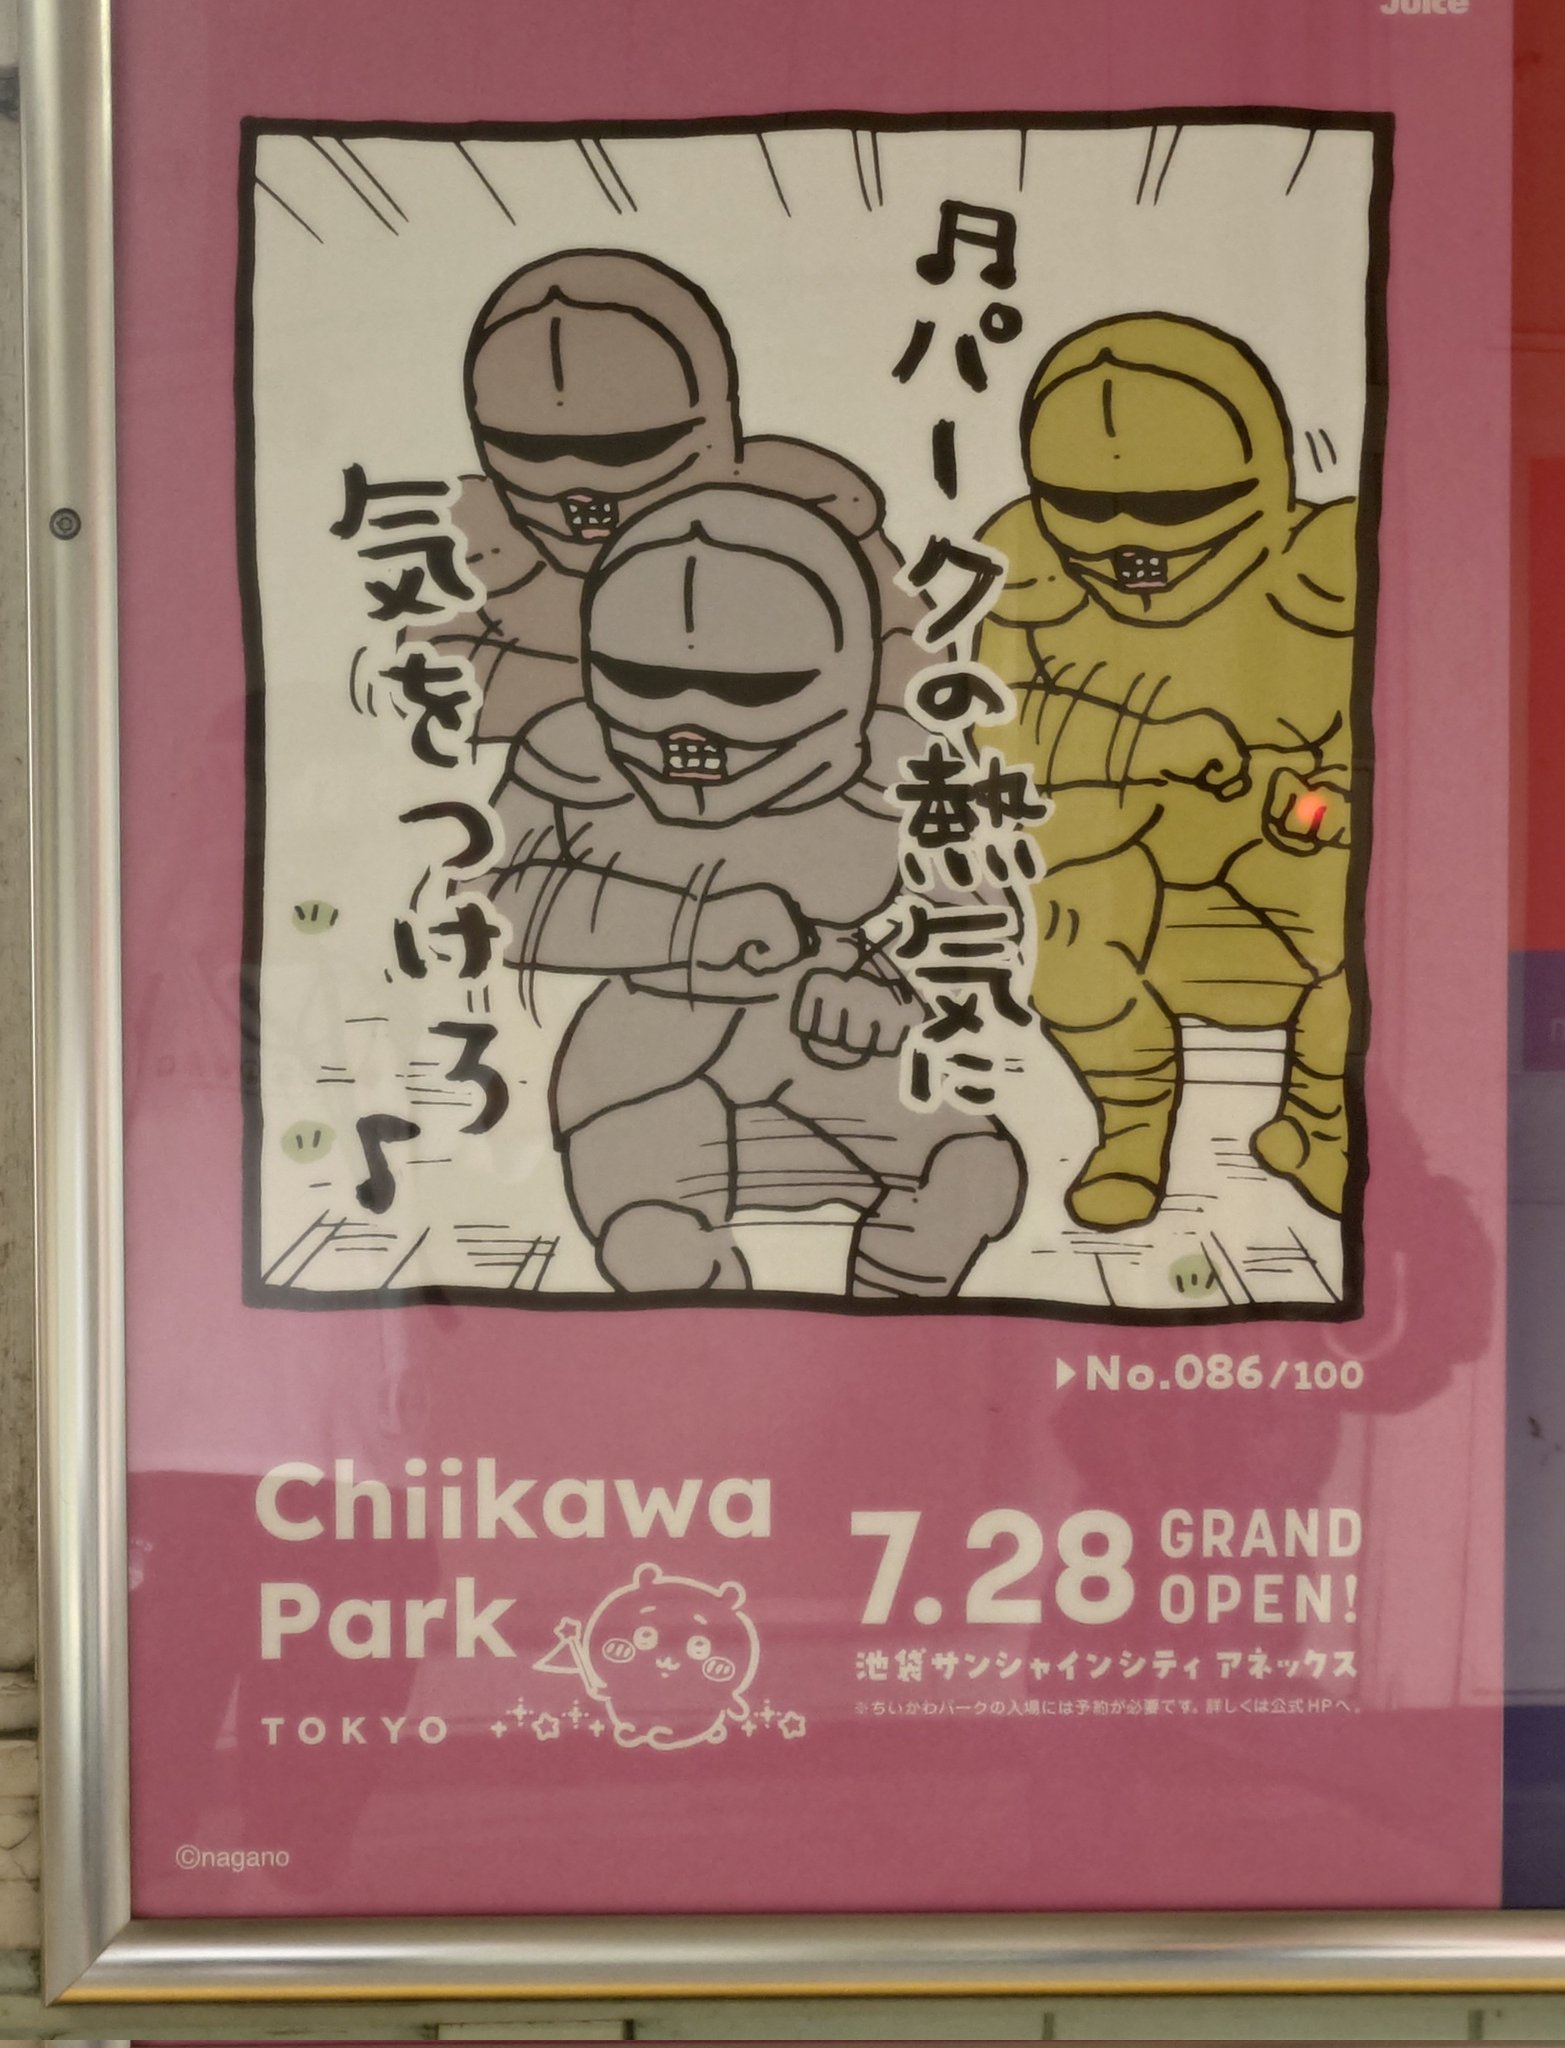 Juice
♫パークの熱気に
気をつけろ♪
▶No.086/100
Chiikawa
Park
TOKYO
7.28
GRAND
OPEN!
池袋サンシャインシティ アネックス
※ちいかわパークの入場には予約が必要です。詳しくは公式HPへ。
©nagano